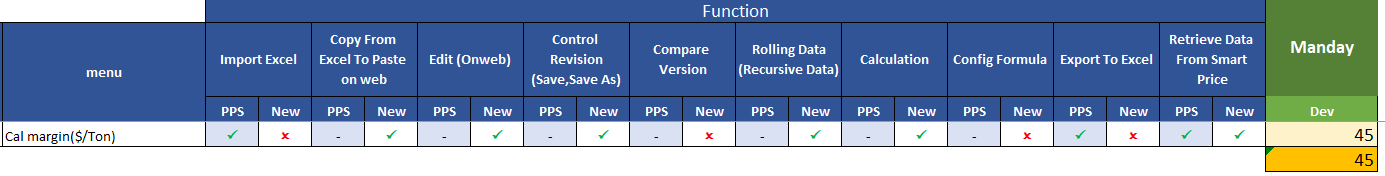 Function
Manday
menu
Import Excel
Copy From
Excel To Paste
on web
Edit (Onweb)
Control
Revision
(Save,Save As)
Compare
Version
Rolling Data
(Recursive Data)
Calculation
Config Formula
Export To Excel
Retrieve Data
From Smart
Price
PPS New PPS New PPS New PPS New PPS New PPS New PPS New PPS New PPS New PPS New Dev
Cal margin($/Ton) ✓ x - ✓ - ✓ - ✓ - x - ✓ - ✓ - x ✓ x ✓ ✓ 45
45